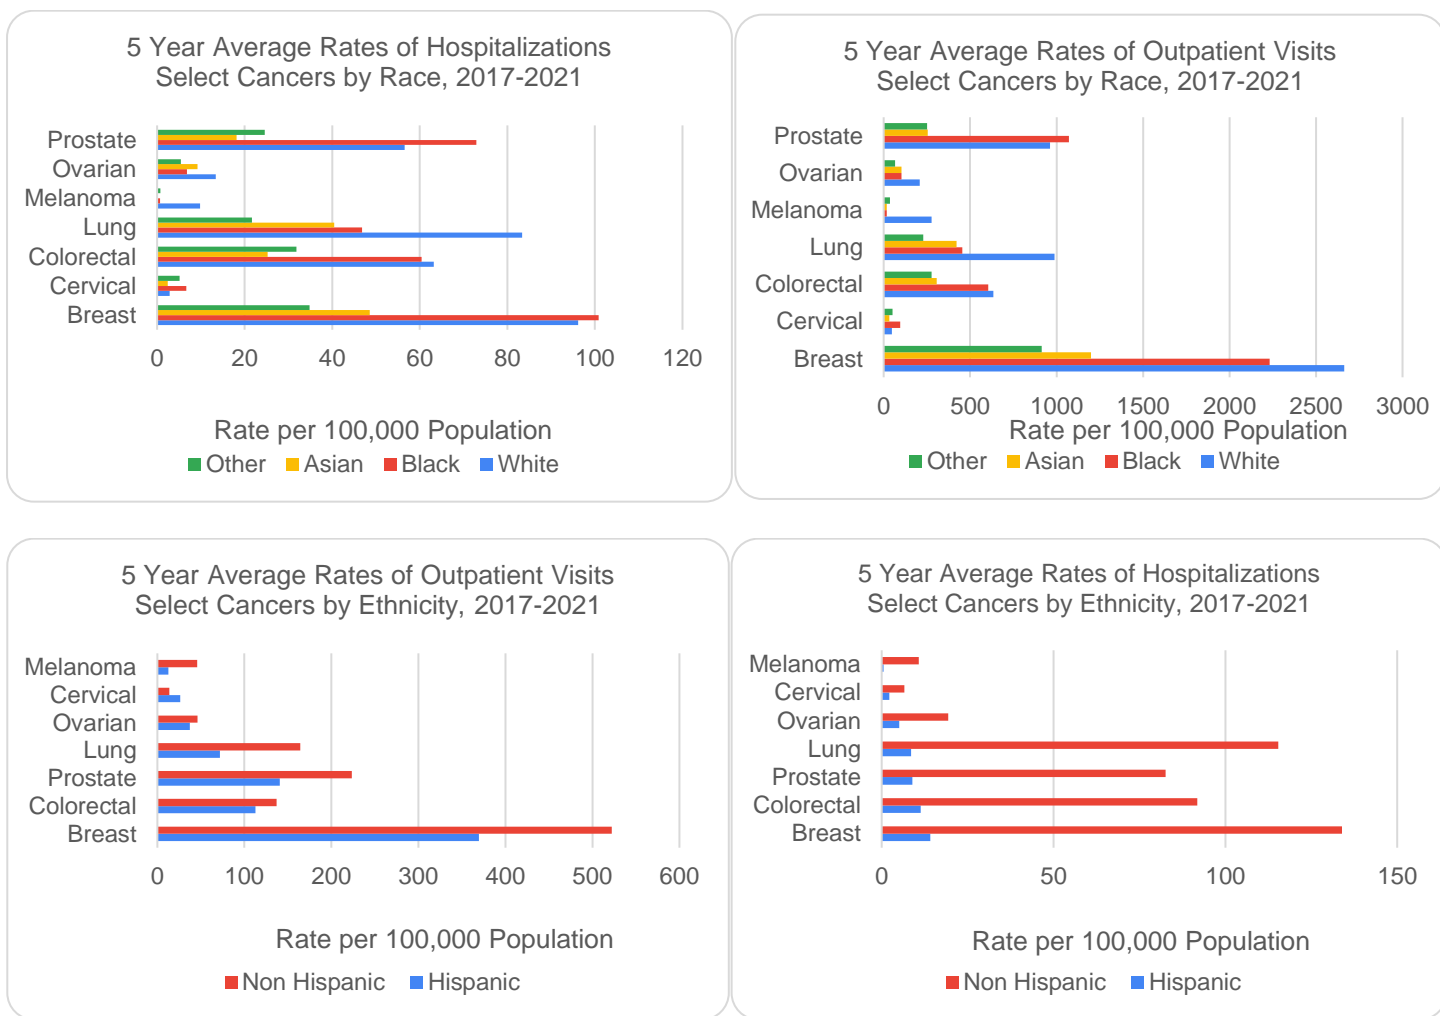 5 Year Average Rates of Hospitalizations
Select Cancers by Race, 2017-2021
Prostate
Ovarian
Melanoma
Lung
Colorectal
Cervical
Breast
0 20 40 60 80 100 120
Rate per 100,000 Population
Other Asian Black White
5 Year Average Rates of Outpatient Visits
Select Cancers by Race, 2017-2021
Prostate
Ovarian
Melanoma
Lung
Colorectal
Cervical
Breast
0 500 1000 1500 2000 2500 3000
Rate per 100,000 Population
Other Asian Black White
5 Year Average Rates of Outpatient Visits
Select Cancers by Ethnicity, 2017-2021
Melanoma
Cervical
Ovarian
Lung
Prostate
Colorectal
Breast
0 100 200 300 400 500 600
Rate per 100,000 Population
Non Hispanic Hispanic
5 Year Average Rates of Hospitalizations
Select Cancers by Ethnicity, 2017-2021
Melanoma
Cervical
Ovarian
Lung
Prostate
Colorectal
Breast
0 50 100 150
Rate per 100,000 Population
Non Hispanic Hispanic